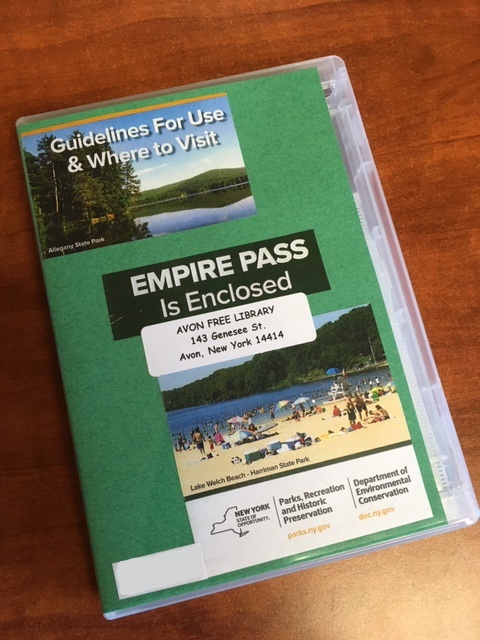 Guidelines For Use
& Where to Visit
Allegany State Park
EMPIRE PASS
Is Enclosed
AVON FREE LIBRARY
143 Genesee St.
Avon, New York 14414
Lake Welch Beach - Harriman State Park
NEW YORK
STATE OF
OPPORTUNITY.
Parks, Recreation
and Historic
Preservation
parks.ny.gov
Department of
Environmental
Conservation
dec.ny.gov